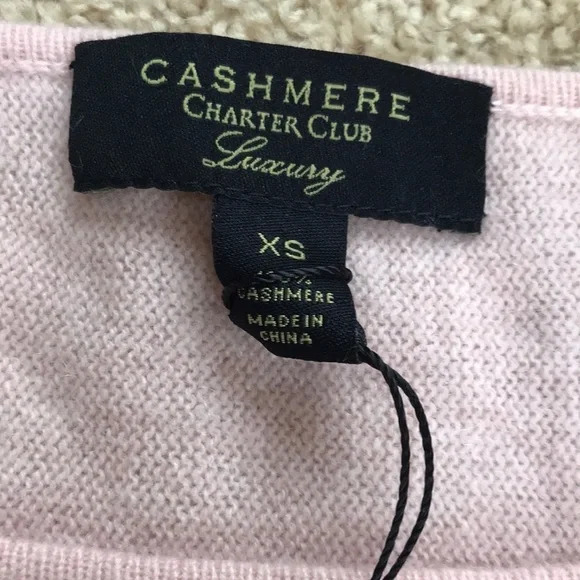 CASHMERE
CHARTER CLUB
Luxury
XS
CASHMERE
MADE IN
CHINA